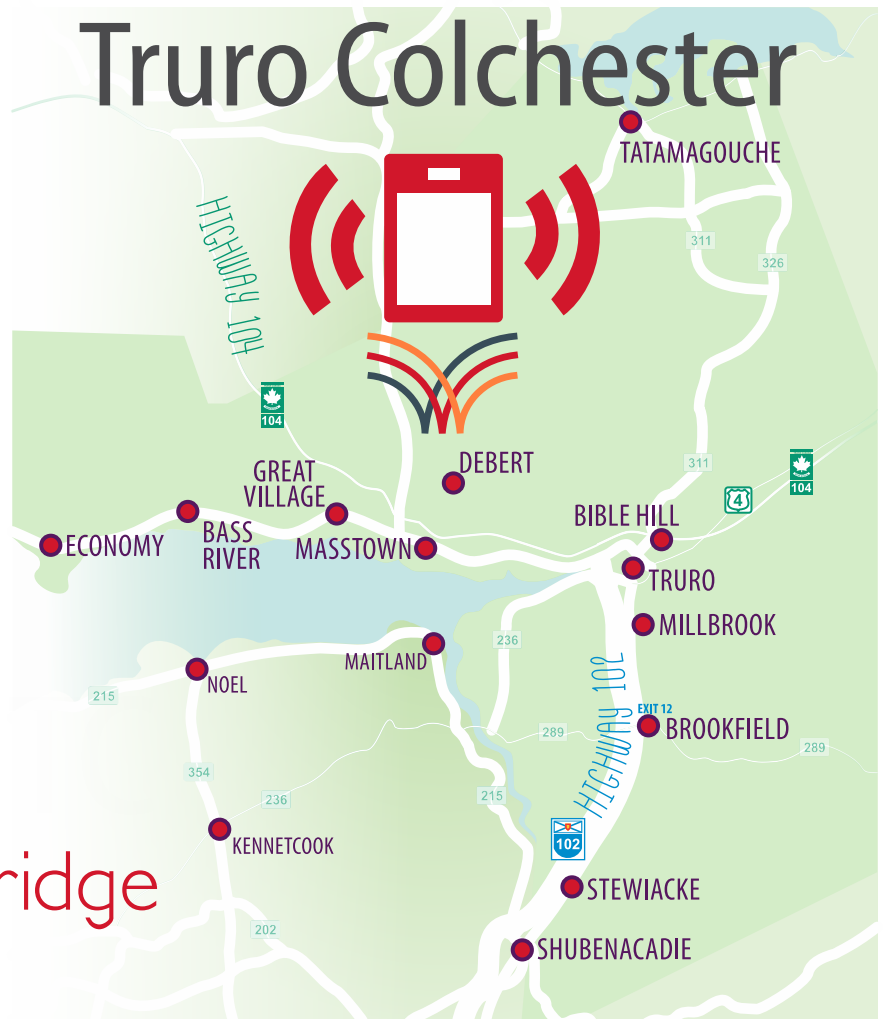 Truro Colchester
TATAMAGOUCHE
HIGHWAY 104
311
326
104
DEBERT
GREAT
VILLAGE
311
104
4
BIBLE HILL
BASS
RIVER
MASSTOWN
ECONOMY
TRURO
MILLBROOK
236
MAITLAND
NOEL
215
HIGHWAY 102
EXIT 12
BROOKFIELD
289
289
354
236
215
KENNETCOOK
102
ridge
STEWIACKE
202
SHUBENACADIE